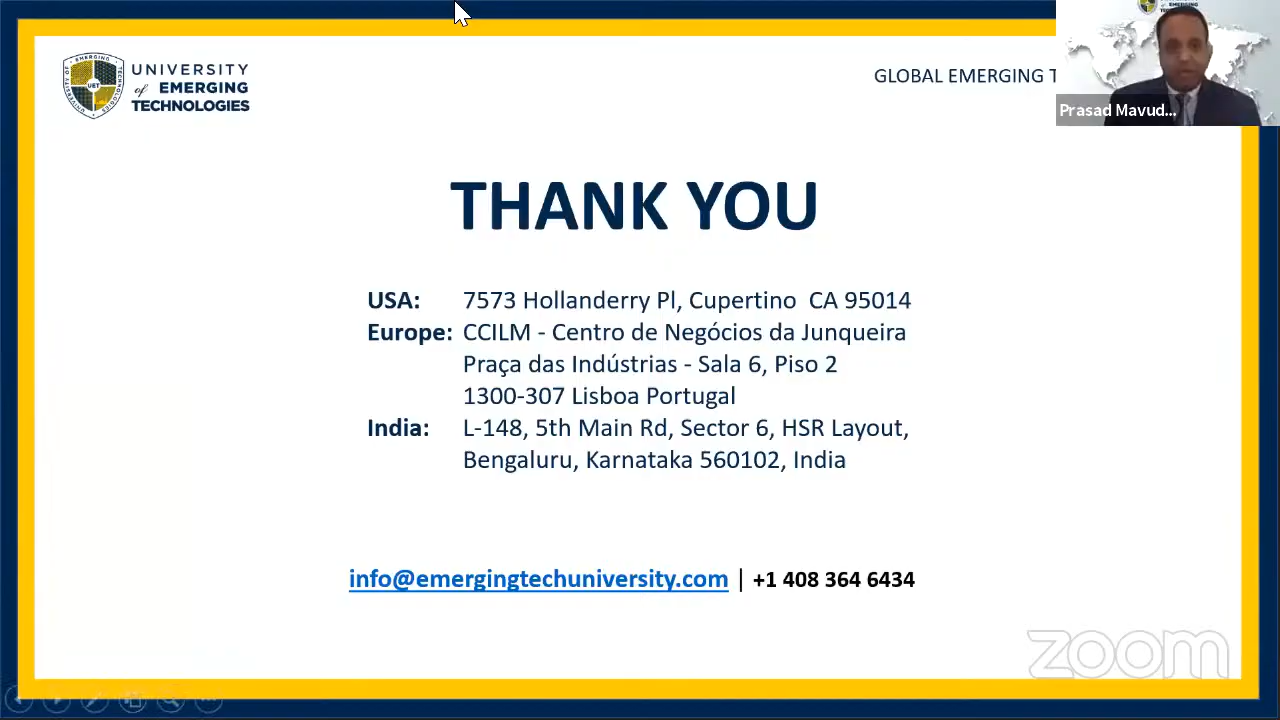 UNIVERSITY
of EMERGING
TECHNOLOGIES
UET
GLOBAL EMERGING T
Prasad Mavud...
THANK YOU
USA: 7573 Hollanderry Pl, Cupertino CA 95014
Europe: CCILM - Centro de Negócios da Junqueira
Praça das Indústrias - Sala 6, Piso 2
1300-307 Lisboa Portugal
India: L-148, 5th Main Rd, Sector 6, HSR Layout,
Bengaluru, Karnataka 560102, India
info@emergingtechuniversity.com | +1 408 364 6434
zoom